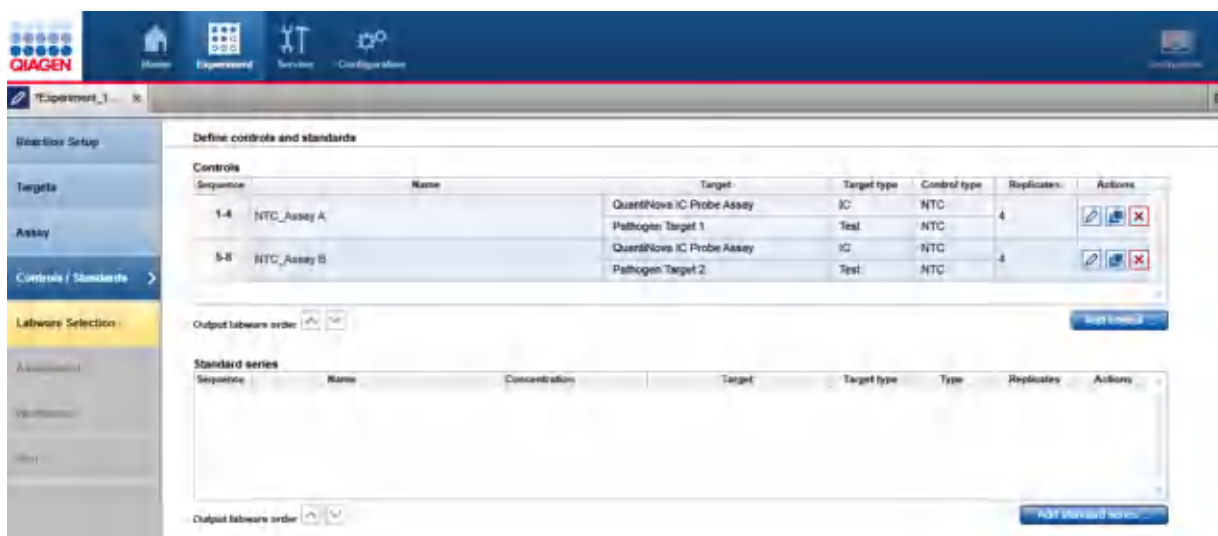 QIAGEN
Home
Experiment
Service
Configuration
*Experiment_1...
Reaction Setup
Targets
Assay
Controls / Standards
Labware Selection
Define controls and standards
Controls
Sequence Name Target Target type Control type Replicates Actions
1-4 NTC_Assay A QuantiNova IC Probe Assay IC NTC 4
Pathogen Target 1 Test NTC
5-8 NTC_Assay B QuantiNova IC Probe Assay IC NTC 4
Pathogen Target 2 Test NTC
Output labware order
Add control ...
Standard series
Sequence Name Concentration Target Target type Type Replicates Actions
Output labware order
Add standard series ...